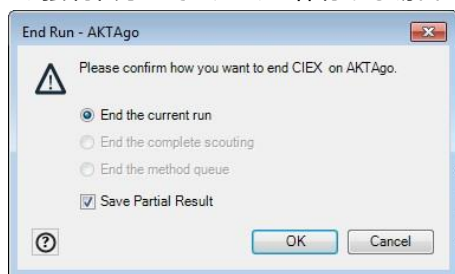 End Run - AKTAgo
Please confirm how you want to end CIEX on AKTAgo.
End the current run
End the complete scouting
End the method queue
Save Partial Result
OK Cancel